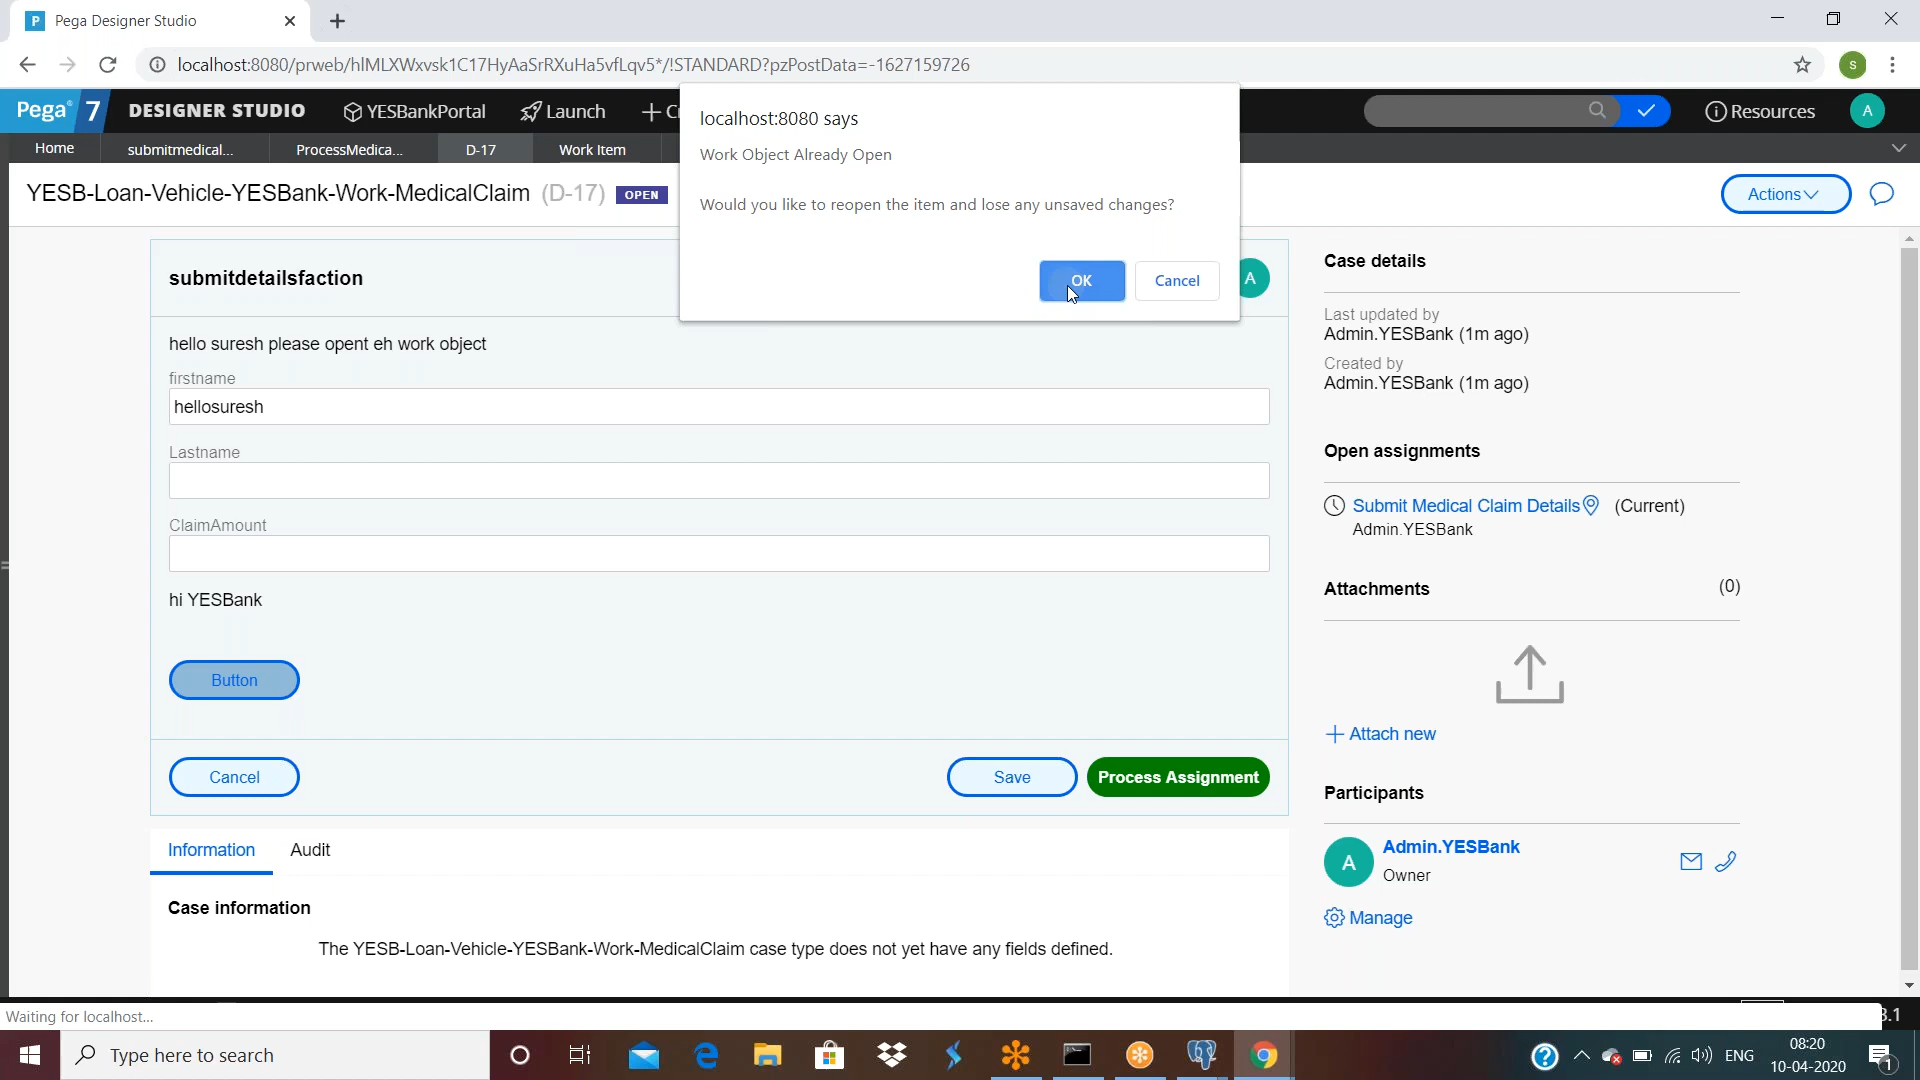 Pega Designer Studio
localhost:8080/prweb/hlMLXWxvsk1C17HyAaSrRXuHa5vfLqv5*/!STANDARD?pzPostData=-1627159726
S
Pega 7 DESIGNER STUDIO YESBankPortal Launch Resources A
Home submitmedical... ProcessMedica... D-17 Work Item
localhost:8080 says
Work Object Already Open
Would you like to reopen the item and lose any unsaved changes?
OK Cancel
YESB-Loan-Vehicle-YESBank-Work-MedicalClaim (D-17) OPEN
Actions
submitdetailsfaction
A
hello suresh please opent eh work object
firstname
hellosuresh
Lastname
ClaimAmount
hi YESBank
Button
Cancel Save Process Assignment
Information Audit
Case information
The YESB-Loan-Vehicle-YESBank-Work-MedicalClaim case type does not yet have any fields defined.
Case details
Last updated by
Admin.YESBank (1m ago)
Created by
Admin.YESBank (1m ago)
Open assignments
Submit Medical Claim Details (Current)
Admin.YESBank
Attachments (0)
Attach new
Participants
A Admin.YESBank
Owner
Manage
Waiting for localhost...
Type here to search
ENG
08:20
10-04-2020
1